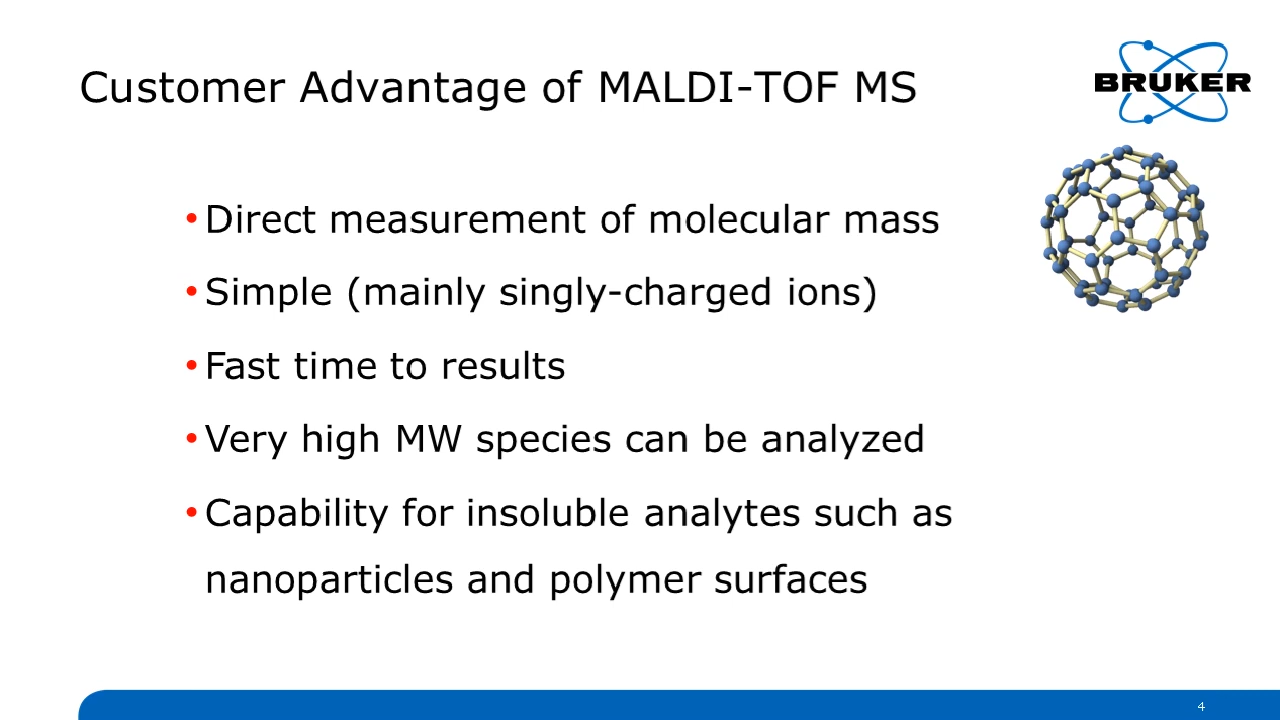 Customer Advantage of MALDI-TOF MS
BRUKER
•Direct measurement of molecular mass
•Simple (mainly singly-charged ions)
•Fast time to results
•Very high MW species can be analyzed
•Capability for insoluble analytes such as
nanoparticles and polymer surfaces
4